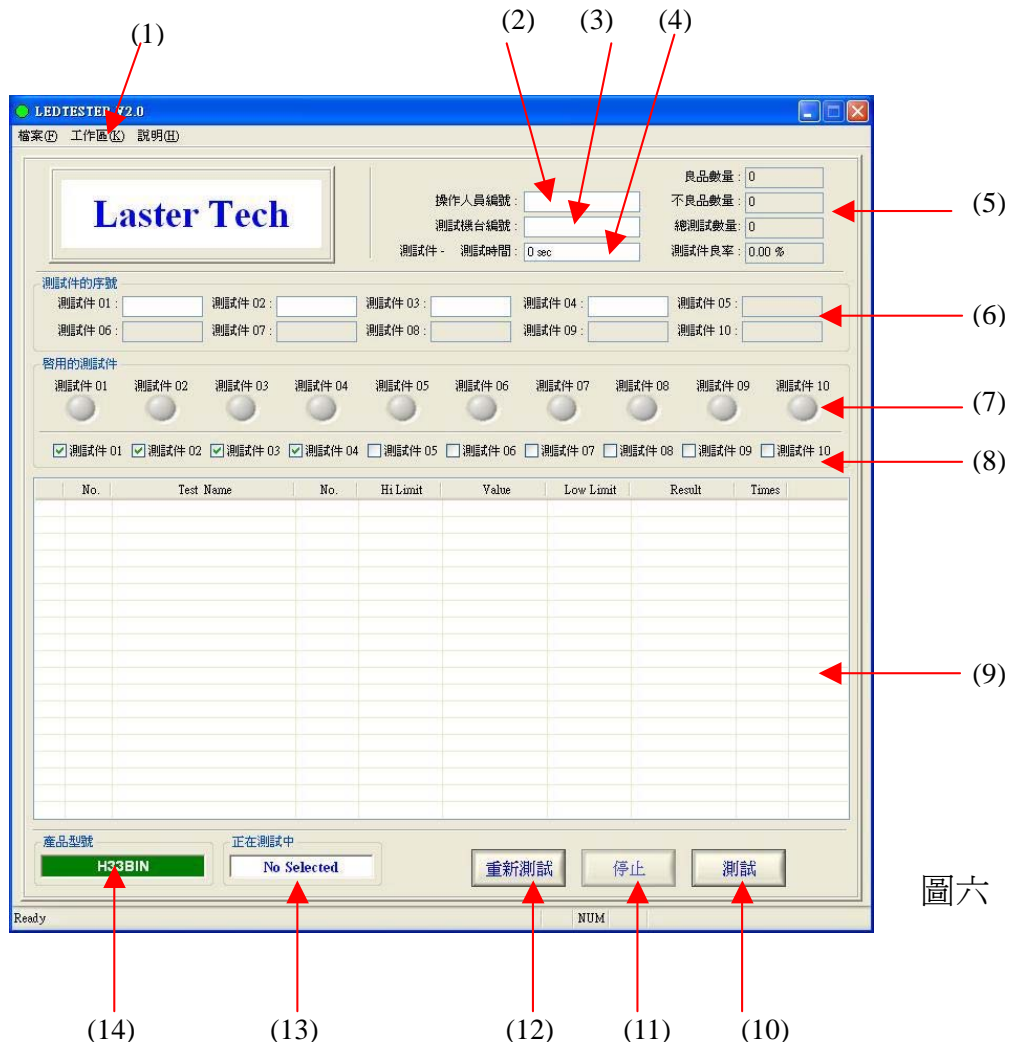 (1) (2) (3) (4)
LEDTESTER V2.0
檔案(F) 工作區(K) 說明(H)
Laster Tech
操作人員編號 :
測試機台編號 :
測試件 - 測試時間 : 0 sec
良品數量 : 0
不良品數量 : 0
總測試數量: 0
測試件良率 : 0.00 %
(5)
測試件的序號
測試件 01 : 測試件 02 : 測試件 03 : 測試件 04 : 測試件 05 :
測試件 06 : 測試件 07 : 測試件 08 : 測試件 09 : 測試件 10 :
(6)
啓用的測試件
測試件 01 測試件 02 測試件 03 測試件 04 測試件 05 測試件 06 測試件 07 測試件 08 測試件 09 測試件 10
(7)
測試件 01 測試件 02 測試件 03 測試件 04 測試件 05 測試件 06 測試件 07 測試件 08 測試件 09 測試件 10
(8)
No. Test Name No. Hi Limit Value Low Limit Result Times
(9)
產品型號
H33BIN
正在測試中
No Selected
重新測試 停止 測試
圖六
Ready NUM
(14) (13) (12) (11) (10)